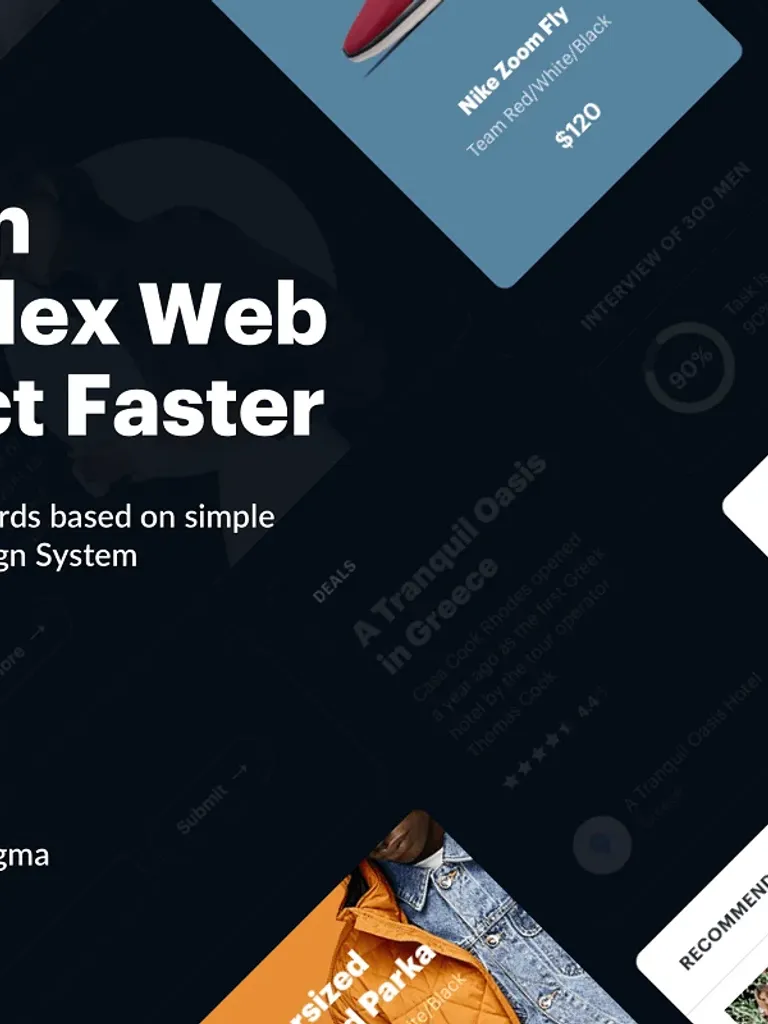 Nike Zoom Fly
Team Red/White/Black
$120
n
lex Web
ct Faster
rds based on simple
gn System
INTERVIEW OF 300 MEN
Task is
90%
90%
DEALS
A Tranquil Oasis
in Greece
Casa Cook Rhodes opened
a year ago as the first Greek
hotel by the tour operator
Thomas Cook
4.4
ore →
Submit →
A Tranquil Oasis Hotel
gma
rsized
d Parka
ite/Black
RECOMMEND